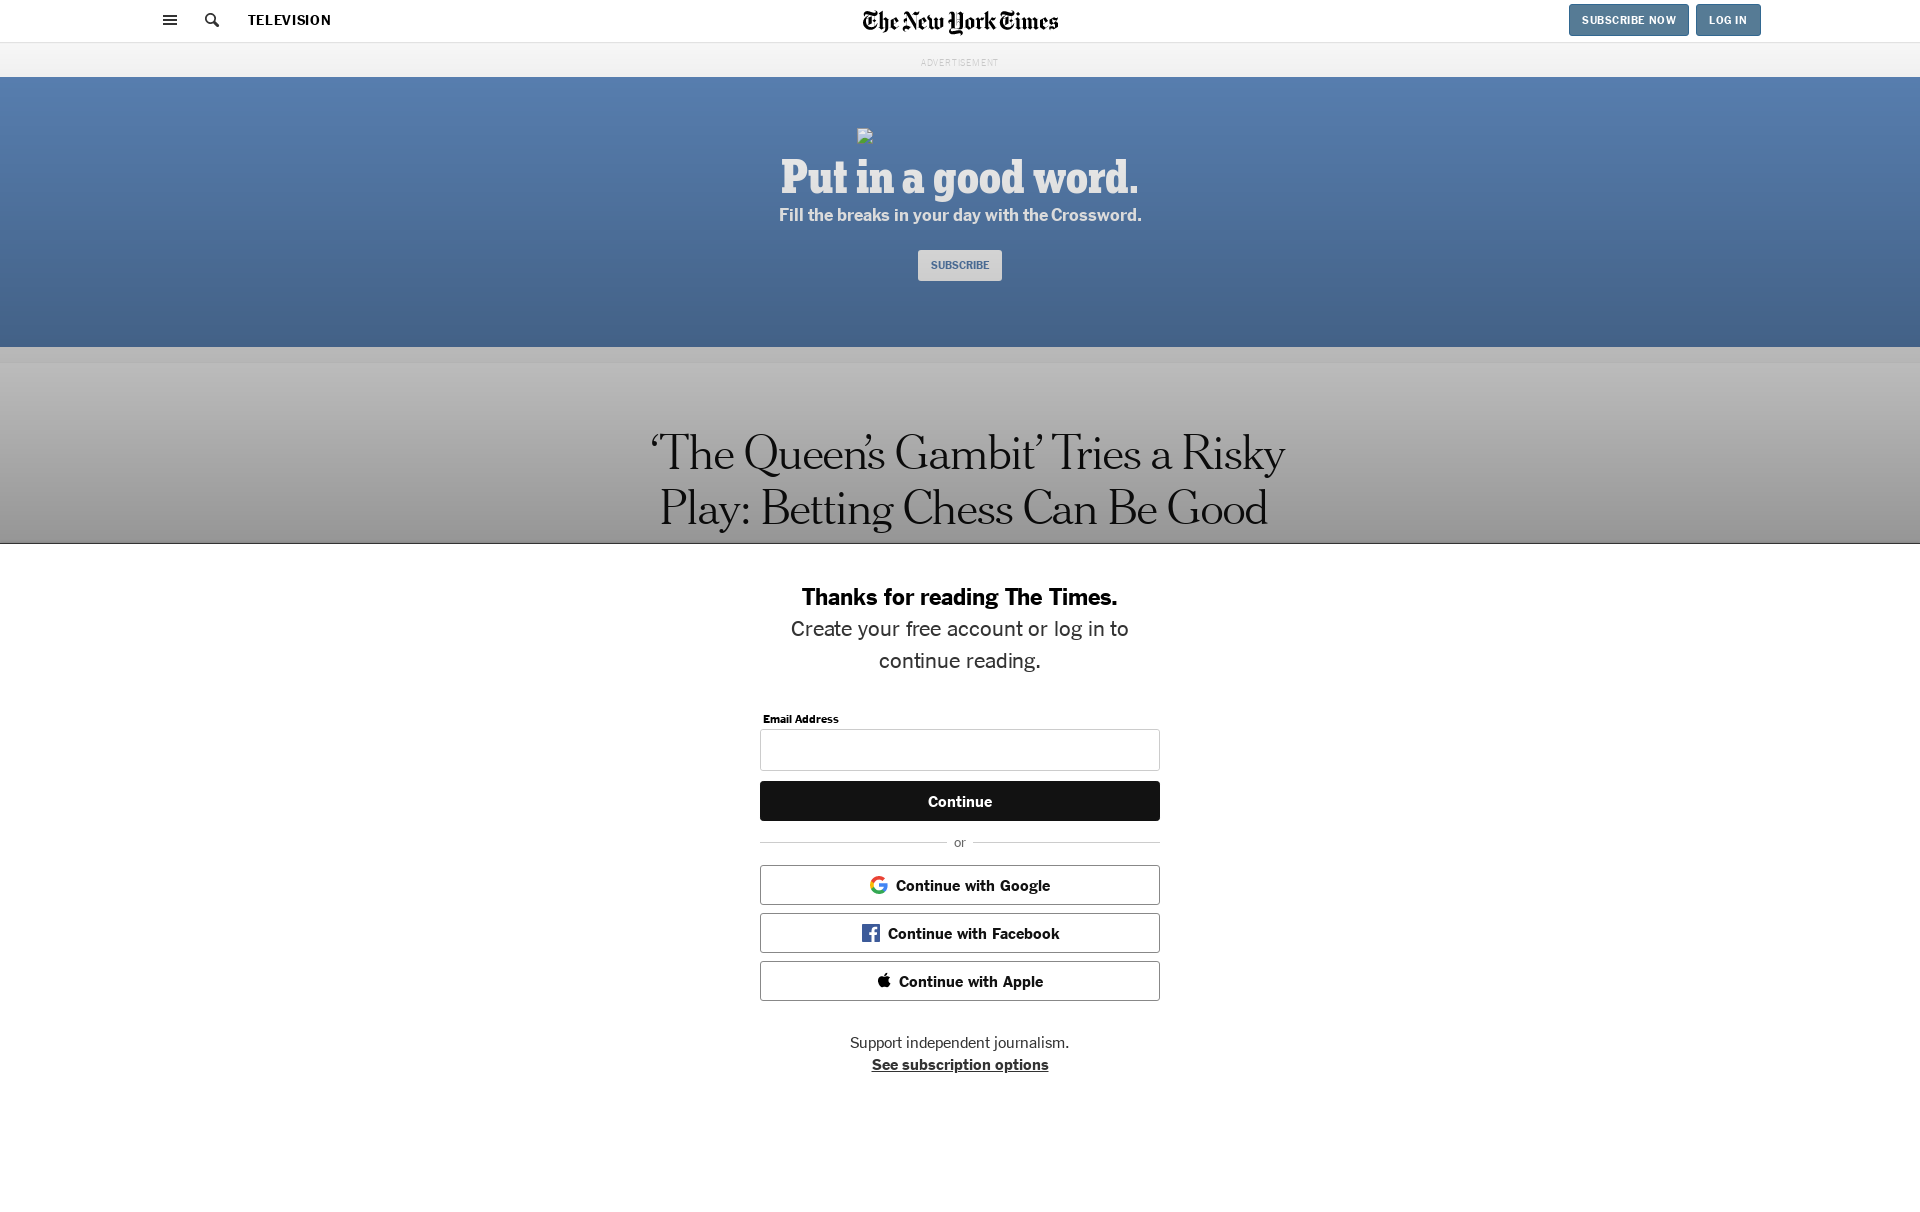 TELEVISION
The New York Times
SUBSCRIBE NOW
LOG IN
ADVERTISEMENT
Put in a good word.
Fill the breaks in your day with the Crossword.
SUBSCRIBE
‘The Queen’s Gambit’ Tries a Risky
Play: Betting Chess Can Be Good
Thanks for reading The Times.
Create your free account or log in to
continue reading.
Email Address
Continue
or
Continue with Google
Continue with Facebook
Continue with Apple
Support independent journalism.
See subscription options